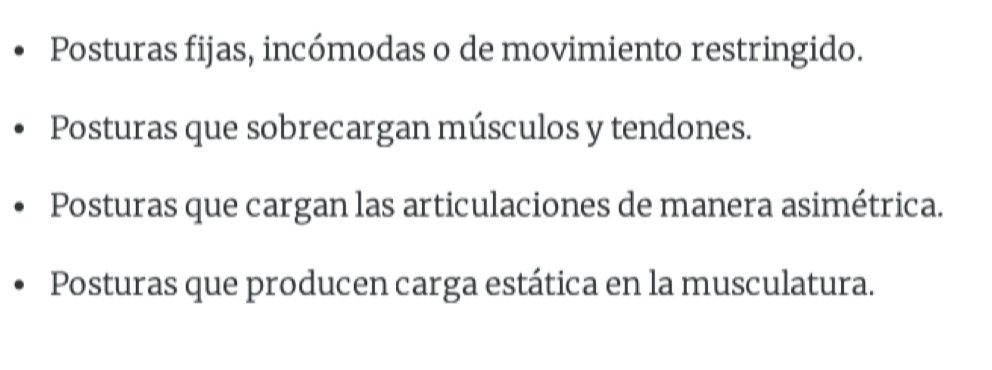 • Posturas fijas, incómodas o de movimiento restringido.
• Posturas que sobrecargan músculos y tendones.
• Posturas que cargan las articulaciones de manera asimétrica.
• Posturas que producen carga estática en la musculatura.